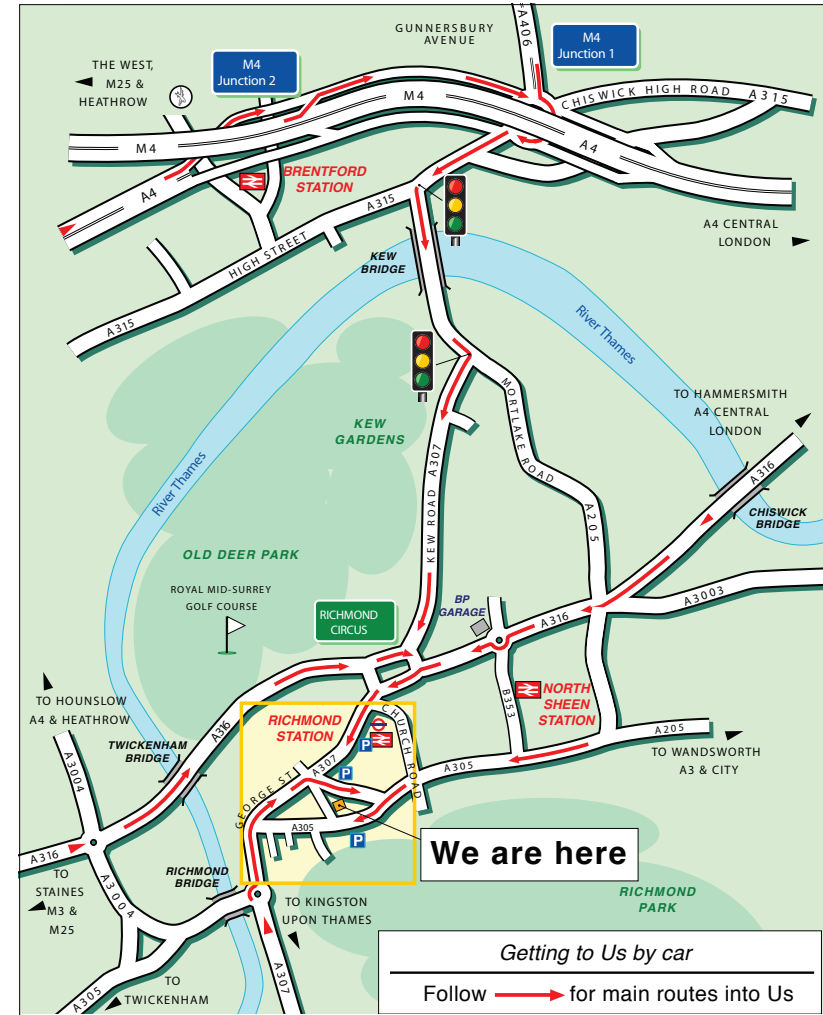 A406
GUNNERSBURY
AVENUE
M4
Junction 1
THE WEST,
M25 &
HEATHROW
M4
Junction 2
CHISWICK HIGH ROAD A315
M4
M4
A4
A4
BRENTFORD
STATION
A315
HIGH STREET
A315
A4 CENTRAL
LONDON
KEW
BRIDGE
River Thames
TO HAMMERSMITH
A4 CENTRAL
LONDON
MORTLAKE ROAD
A205
KEW
GARDENS
KEW ROAD A307
A316
CHISWICK
BRIDGE
River Thames
OLD DEER PARK
ROYAL MID-SURREY
GOLF COURSE
RICHMOND
CIRCUS
BP
GARAGE
A316
A3003
TO HOUNSLOW
A4 & HEATHROW
A316
TWICKENHAM
BRIDGE
RICHMOND
STATION
CHURCH ROAD
B353
NORTH
SHEEN
STATION
A205
TO WANDSWORTH
A3 & CITY
A3004
P
P
A307
GEORGE ST
A305
A305
P
We are here
A316
TO
STAINES
M3 &
M25
A3004
RICHMOND
BRIDGE
TO KINGSTON
UPON THAMES
RICHMOND
PARK
A305
TO
TWICKENHAM
A307
Getting to Us by car
Follow for main routes into Us